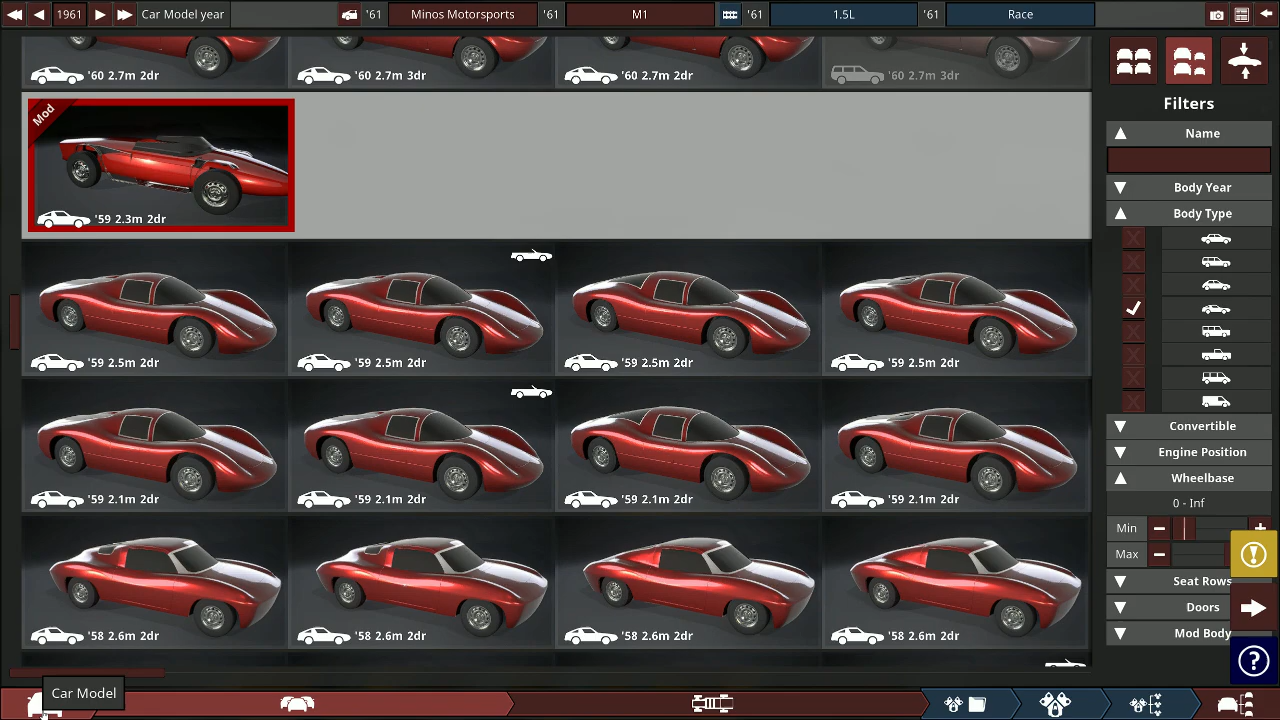 1961 Car Model year '61 Minos Motorsports '61 M1 '61 1.5L '61 Race
'60 2.7m 2dr '60 2.7m 3dr '60 2.7m 2dr '60 2.7m 3dr
Mod
'59 2.3m 2dr
'59 2.5m 2dr '59 2.5m 2dr '59 2.5m 2dr '59 2.5m 2dr
'59 2.1m 2dr '59 2.1m 2dr '59 2.1m 2dr '59 2.1m 2dr
'58 2.6m 2dr '58 2.6m 2dr '58 2.6m 2dr '58 2.6m 2dr
Filters
Name
Body Year
Body Type
Convertible
Engine Position
Wheelbase
0 - Inf
Min
Max
Seat Rows
Doors
Mod Body
Car Model